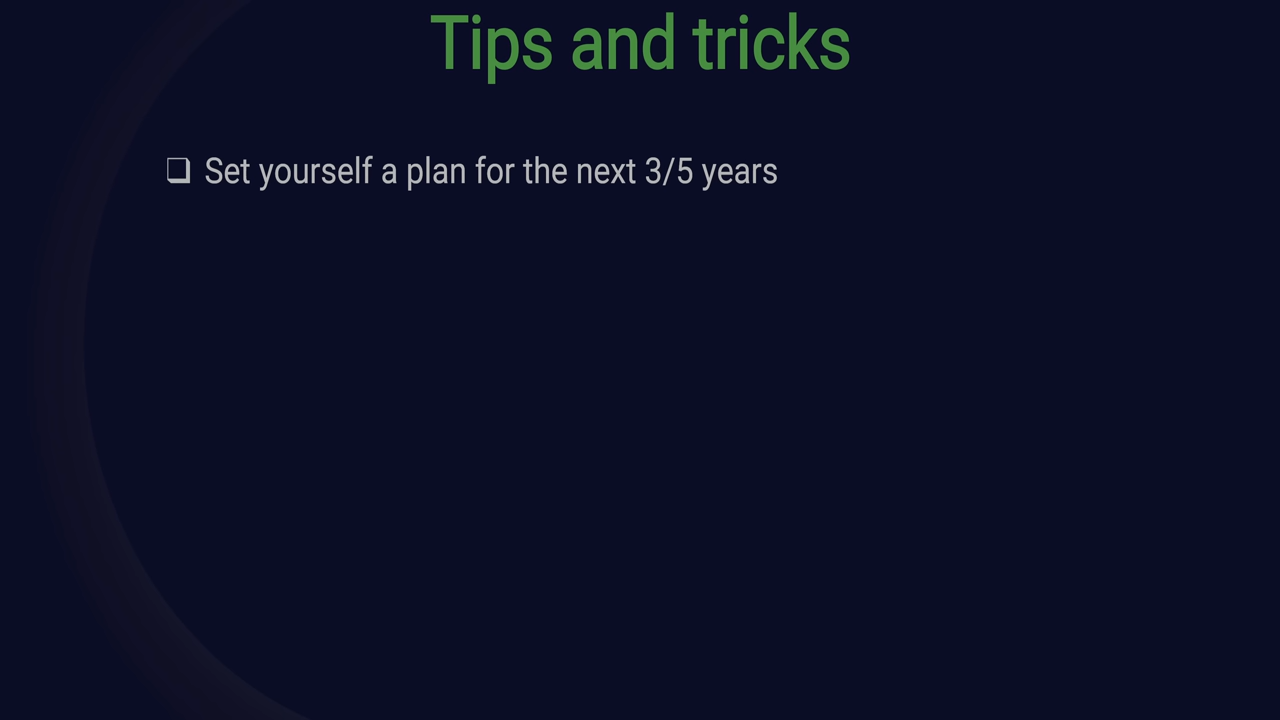 Tips and tricks
❑ Set yourself a plan for the next 3/5 years